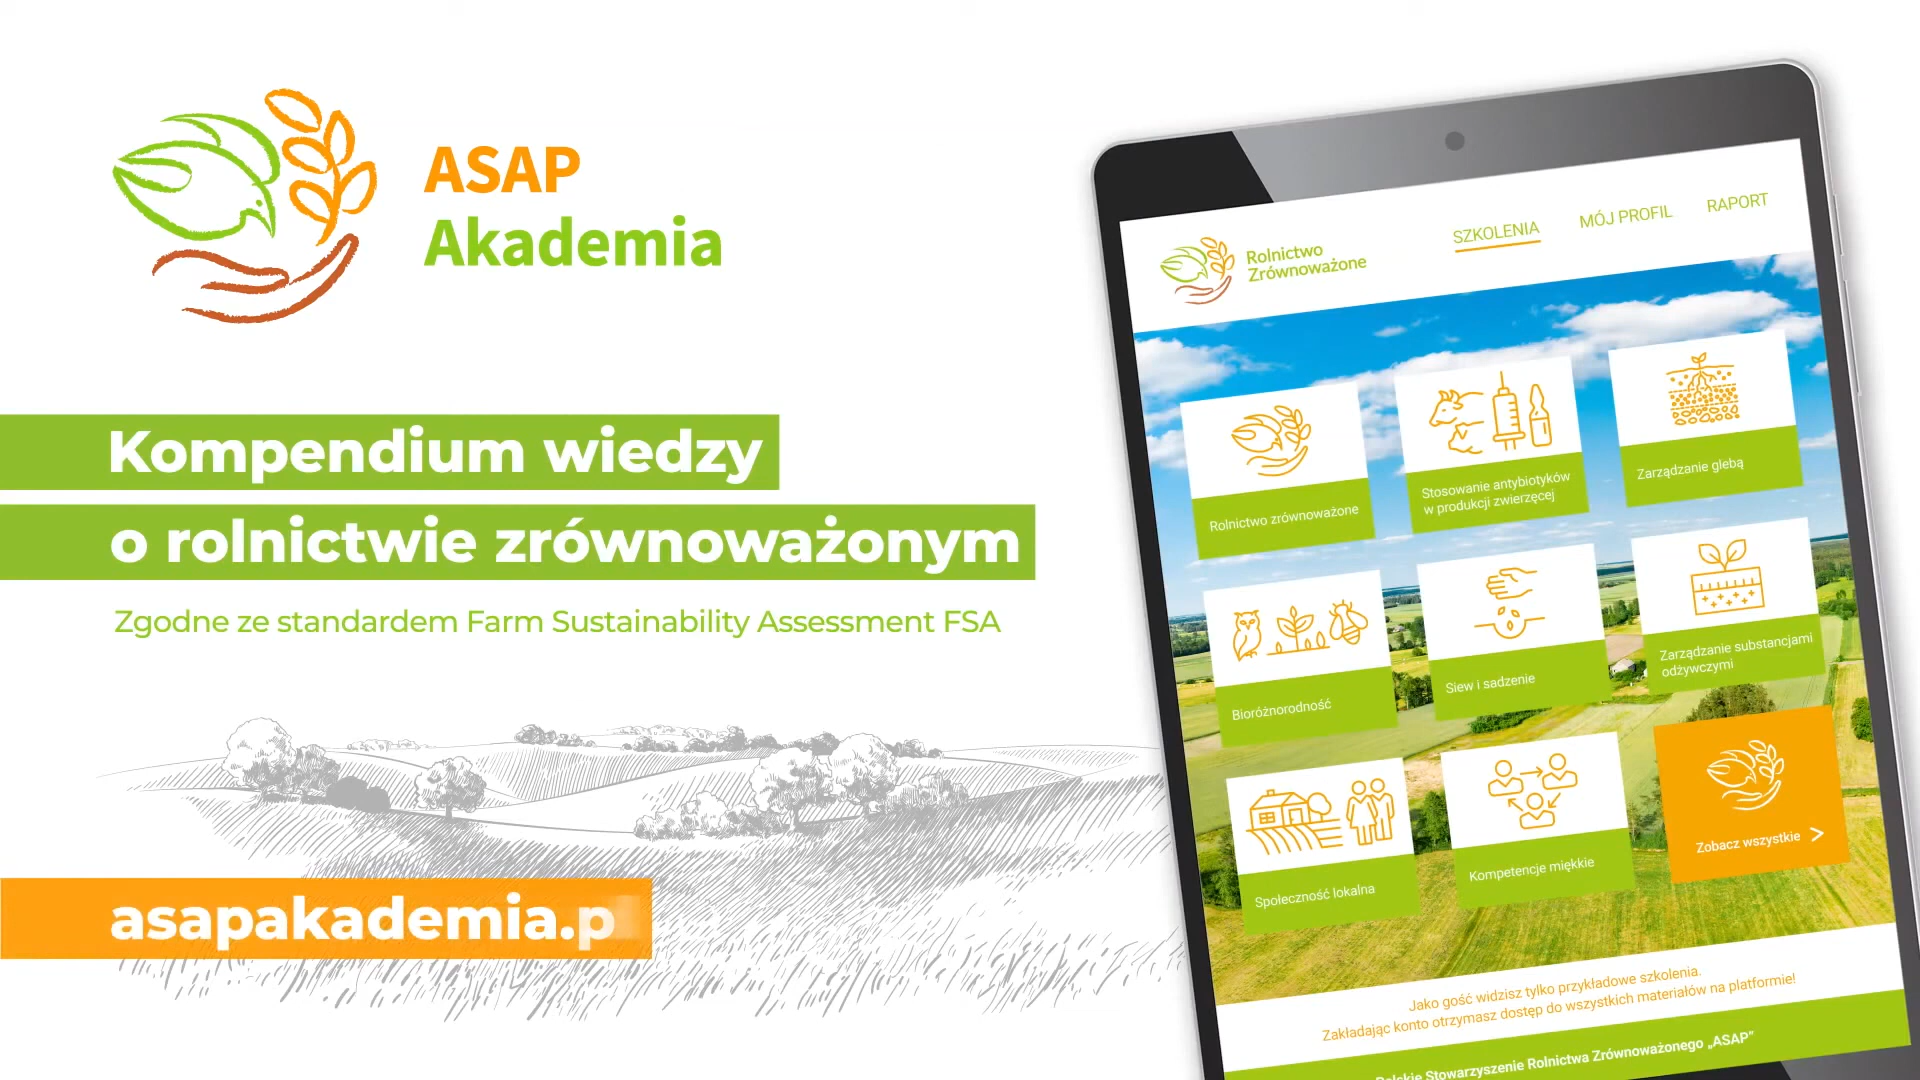 ASAP
Akademia
Kompendium wiedzy
o rolnictwie zrównoważonym
Zgodne ze standardem Farm Sustainability Assessment FSA
asapakademia.p
Rolnictwo
Zrównoważone
SZKOLENIA
MÓJ PROFIL
RAPORT
Rolnictwo zrównoważone
Stosowanie antybiotyków
w produkcji zwierzęcej
Zarządzanie glebą
Bioróżnorodność
Siew i sadzenie
Zarządzanie substancjami
odżywczymi
Społeczność lokalna
Kompetencje miękkie
Zobacz wszystkie >
Jako gość widzisz tylko przykładowe szkolenia.
Zakładając konto otrzymasz dostęp do wszystkich materiałów na platformie!
Polskie Stowarzyszenie Rolnictwa Zrównoważonego „ASAP”